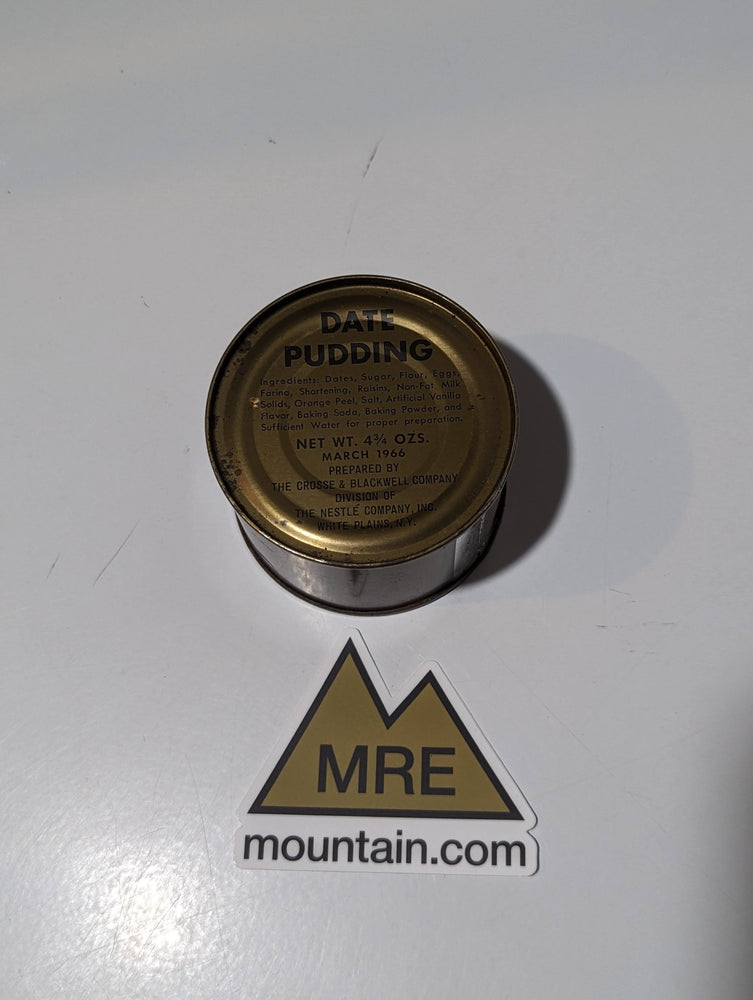 DATE
PUDDING
Ingredients: Dates, Sugar, Flour, Eggs,
Farina, Shortening, Raisins, Non-Fat Milk
Solids, Orange Peel, Salt, Artificial Vanilla
Flavor, Baking Soda, Baking Powder, and
Sufficient Water for proper preparation.
NET WT. 4¾ OZS.
MARCH 1966
PREPARED BY
THE CROSSE & BLACKWELL COMPANY
DIVISION OF
THE NESTLÉ COMPANY, INC.
WHITE PLAINS, N.Y.
MRE
mountain.com